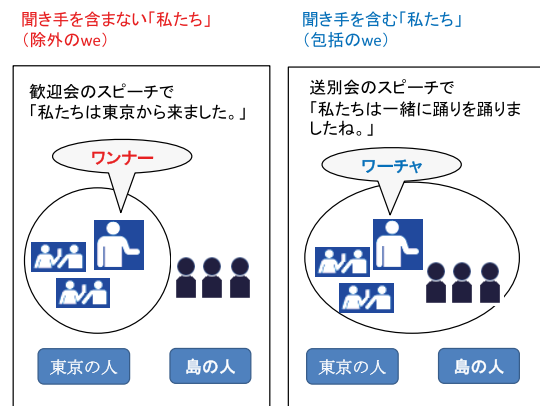 聞き手を含まない「私たち」
（除外のwe）
歓迎会のスピーチで
「私たちは東京から来ました。」
ワンナー
東京の人
島の人
聞き手を含む「私たち」
（包括のwe）
送別会のスピーチで
「私たちは一緒に踊りを踊りま
したね。」
ワーチャ
東京の人
島の人